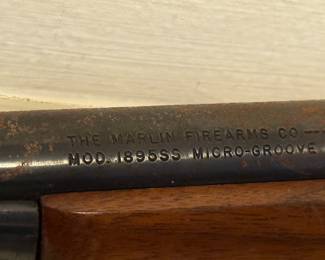 THE MARLIN FIREARMS CO—
MOD. 1895SS MICRO-GROOVE